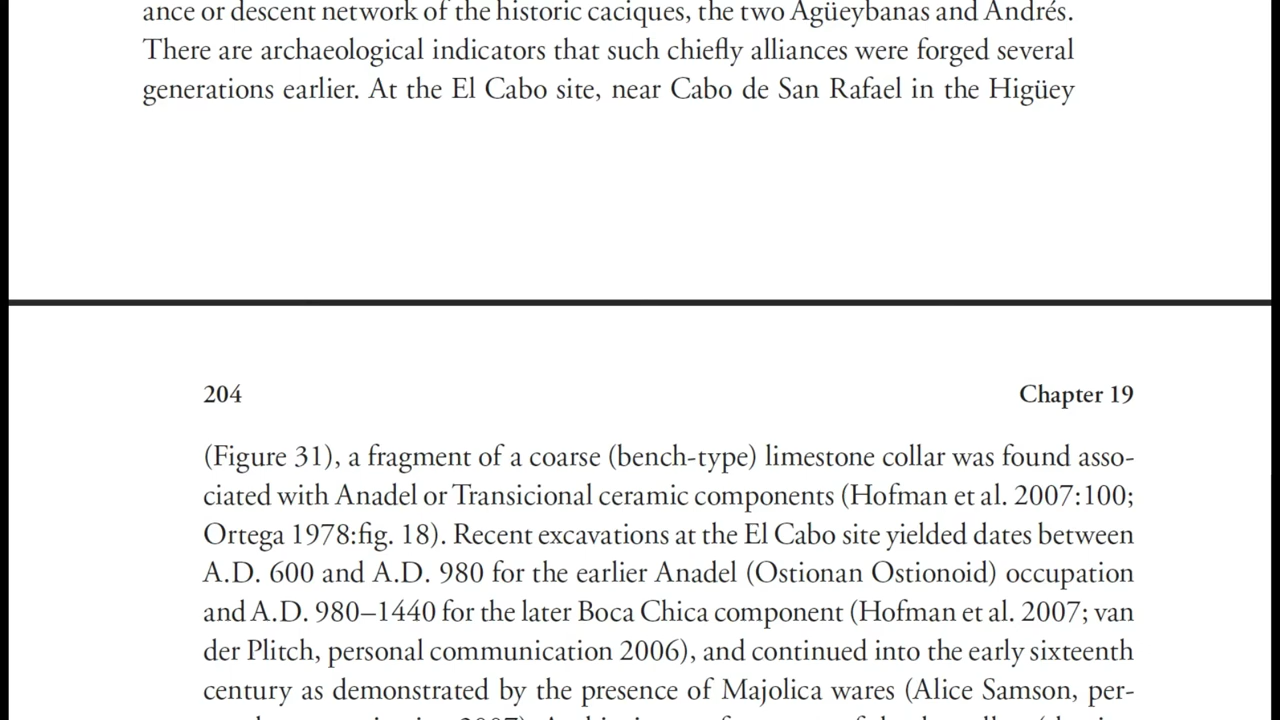 ance or descent network of the historic caciques, the two Agüeybanas and Andrés.
There are archaeological indicators that such chiefly alliances were forged several
generations earlier. At the El Cabo site, near Cabo de San Rafael in the Higüey
204 Chapter 19
(Figure 31), a fragment of a coarse (bench-type) limestone collar was found asso-
ciated with Anadel or Transicional ceramic components (Hofman et al. 2007:100;
Ortega 1978:fig. 18). Recent excavations at the El Cabo site yielded dates between
A.D. 600 and A.D. 980 for the earlier Anadel (Ostionan Ostionoid) occupation
and A.D. 980–1440 for the later Boca Chica component (Hofman et al. 2007; van
der Plitch, personal communication 2006), and continued into the early sixteenth
century as demonstrated by the presence of Majolica wares (Alice Samson, per-